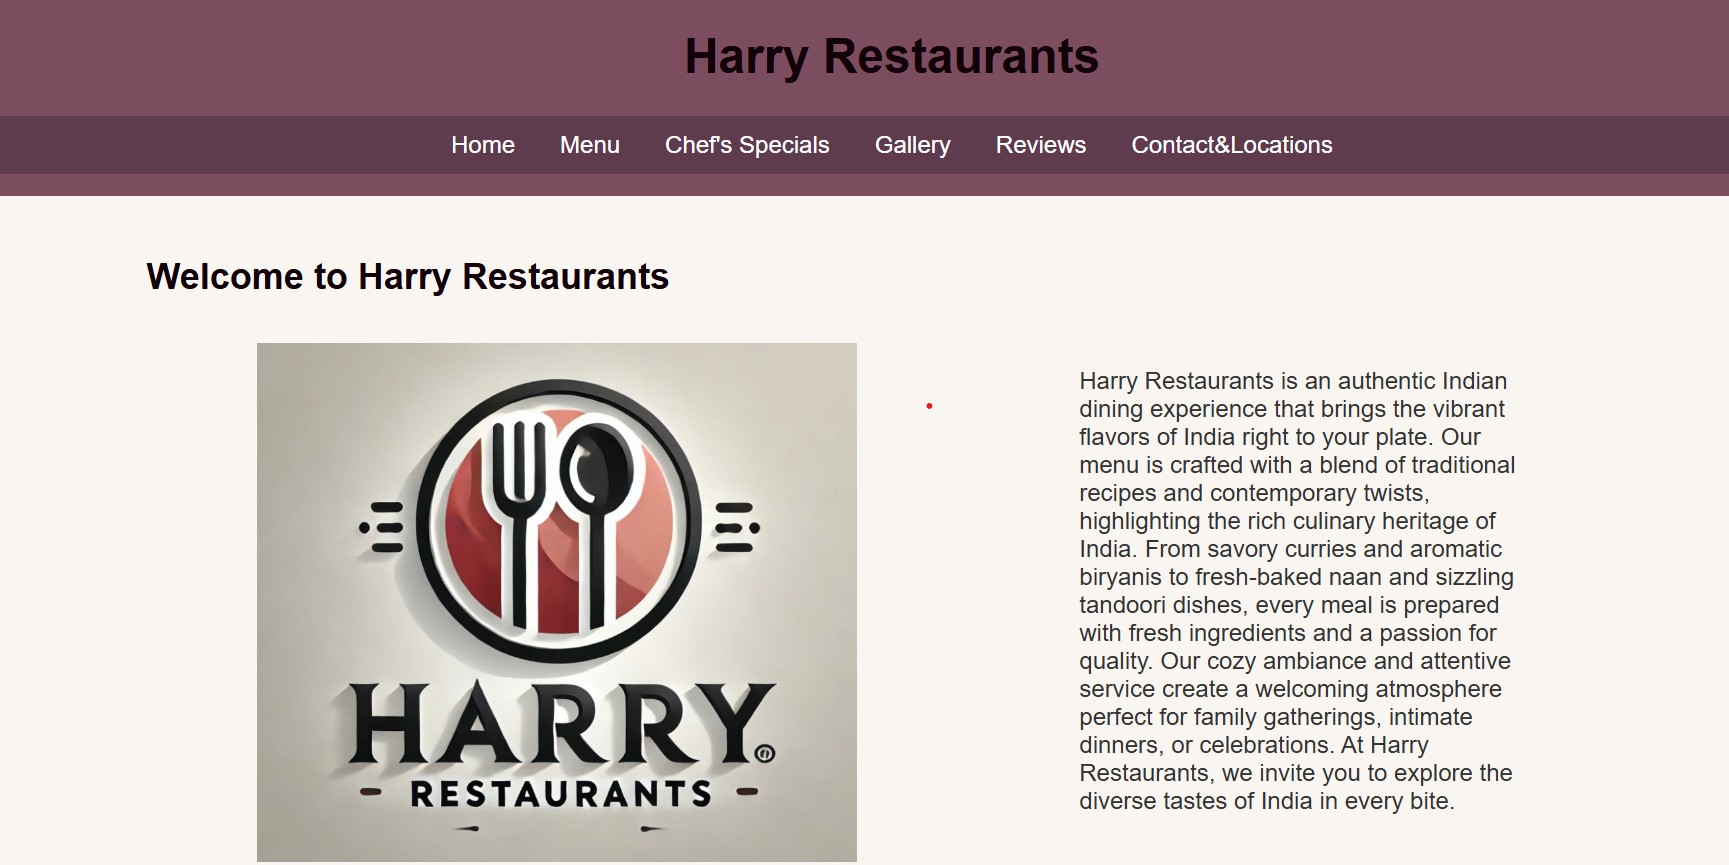 Harry Restaurants
Home Menu Chef's Specials Gallery Reviews Contact&Locations
Welcome to Harry Restaurants
HARRY
RESTAURANTS
Harry Restaurants is an authentic Indian
dining experience that brings the vibrant
flavors of India right to your plate. Our
menu is crafted with a blend of traditional
recipes and contemporary twists,
highlighting the rich culinary heritage of
India. From savory curries and aromatic
biryanis to fresh-baked naan and sizzling
tandoori dishes, every meal is prepared
with fresh ingredients and a passion for
quality. Our cozy ambiance and attentive
service create a welcoming atmosphere
perfect for family gatherings, intimate
dinners, or celebrations. At Harry
Restaurants, we invite you to explore the
diverse tastes of India in every bite.